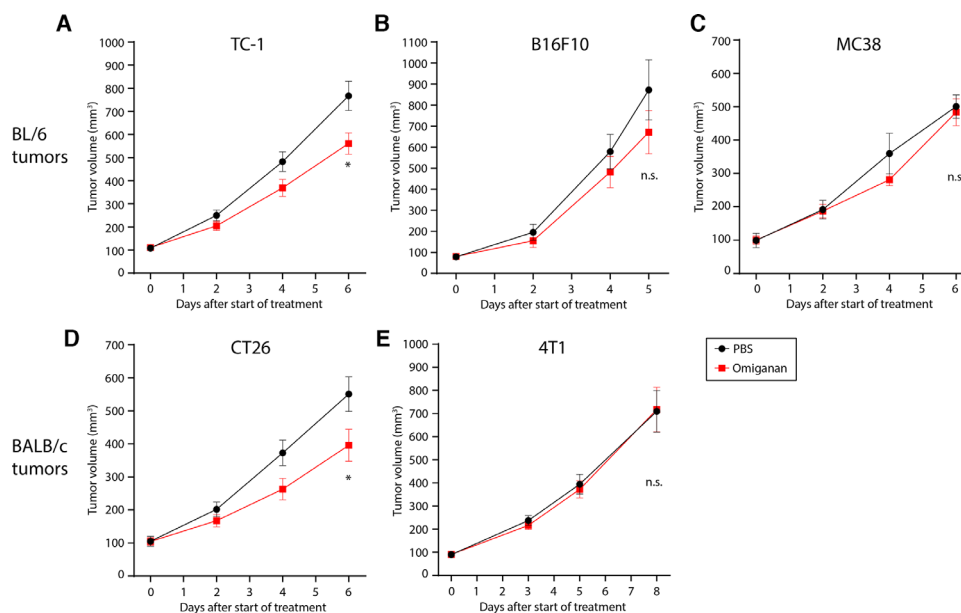 A
TC-1
Tumor volume (mm³)
1000
900
800
700
600
500
400
300
200
100
0
*
0 1 2 3 4 5 6
Days after start of treatment
B
B16F10
Tumor volume (mm³)
1100
1000
900
800
700
600
500
400
300
200
100
0
n.s.
0 1 2 3 4 5
Days after start of treatment
C
MC38
Tumor volume (mm³)
700
600
500
400
300
200
100
0
n.s
0 1 2 3 4 5 6
Days after start of treatment
BL/6
tumors
D
CT26
Tumor volume (mm³)
700
600
500
400
300
200
100
0
*
0 1 2 3 4 5 6
Days after start of treatment
E
4T1
Tumor volume (mm³)
1000
900
800
700
600
500
400
300
200
100
0
n.s.
0 1 2 3 4 5 6 7 8
Days after start of treatment
PBS
Omiganan
BALB/c
tumors